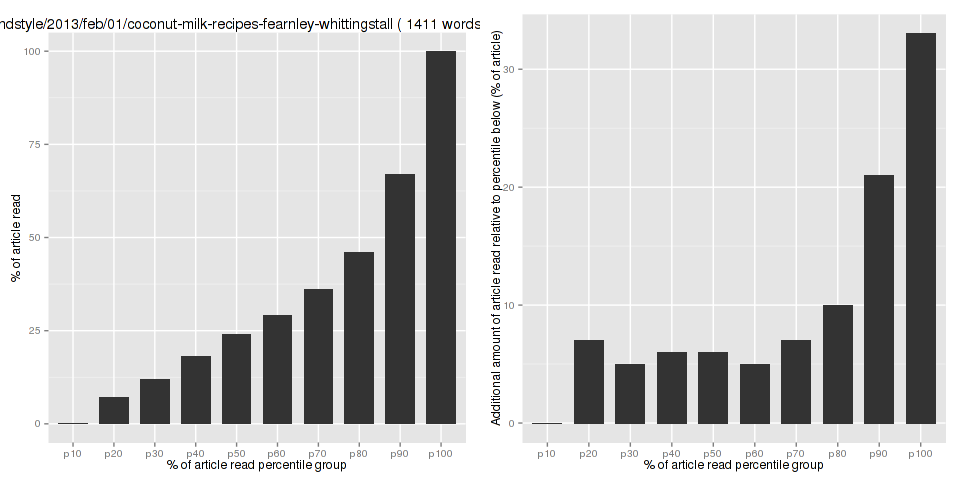 ndstyle/2013/feb/01/coconut-milk-recipes-fearnley-whittingstall ( 1411 words
% of article read
100
75
50
25
0
p10 p20 p30 p40 p50 p60 p70 p80 p90 p100
% of article read percentile group
Additional amount of article read relative to percentile below (% of article)
30
20
10
0
p10 p20 p30 p40 p50 p60 p70 p80 p90 p100
% of article read percentile group